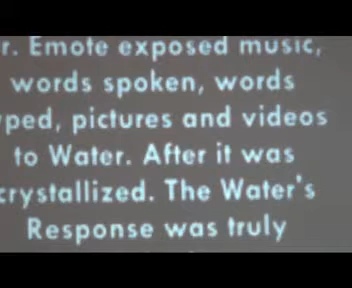 r. Emote exposed music,
words spoken, words
ped, pictures and videos
to Water. After it was
crystallized. The Water's
Response was truly